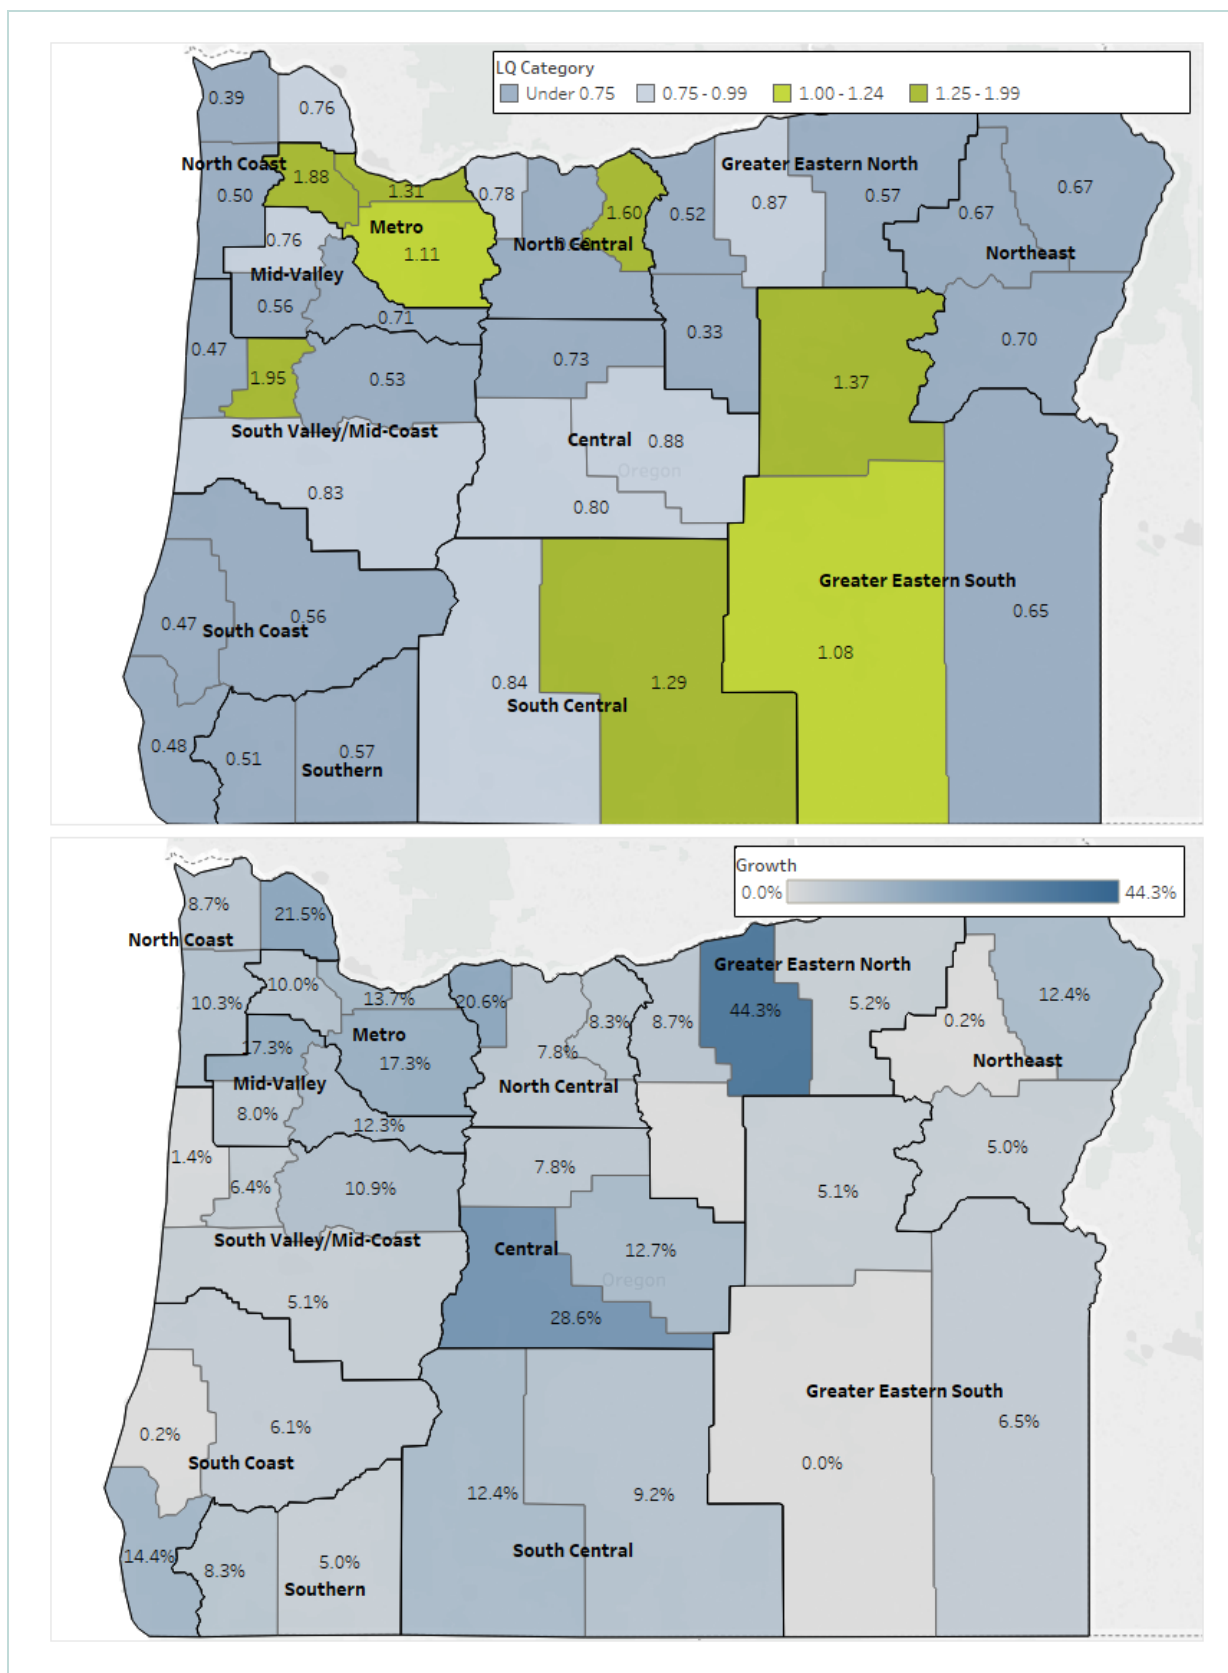 LQ Category
Under 0.75 0.75 - 0.99 1.00 - 1.24 1.25 - 1.99
0.39 0.76
North Coast Greater Eastern North
1.88 1.31 0.78 0.67
0.50 1.60 0.52 0.87 0.57 0.67
Metro
0.76 1.11 North Central Northeast
Mid-Valley
0.56 0.71 0.33 0.70
0.47 0.73
1.95 0.53 1.37
South Valley/Mid-Coast Central 0.88
Oregon
0.83 0.80
Greater Eastern South
0.47 0.56 0.65
South Coast
1.08
0.84 1.29
South Central
0.48 0.51 0.57
Southern
Growth
0.0% 44.3%
8.7% 21.5%
North Coast
Greater Eastern North
10.3% 10.0% 13.7% 20.6% 8.3% 8.7% 44.3% 5.2% 0.2% 12.4%
Metro
17.3% 17.3% 7.8% Northeast
Mid-Valley North Central
8.0% 12.3%
1.4% 7.8% 5.0%
6.4% 10.9% 5.1%
South Valley/Mid-Coast Central 12.7%
Oregon
5.1% 28.6%
Greater Eastern South
0.2% 6.1% 6.5%
South Coast 0.0%
12.4% 9.2%
South Central
14.4% 8.3% 5.0%
Southern